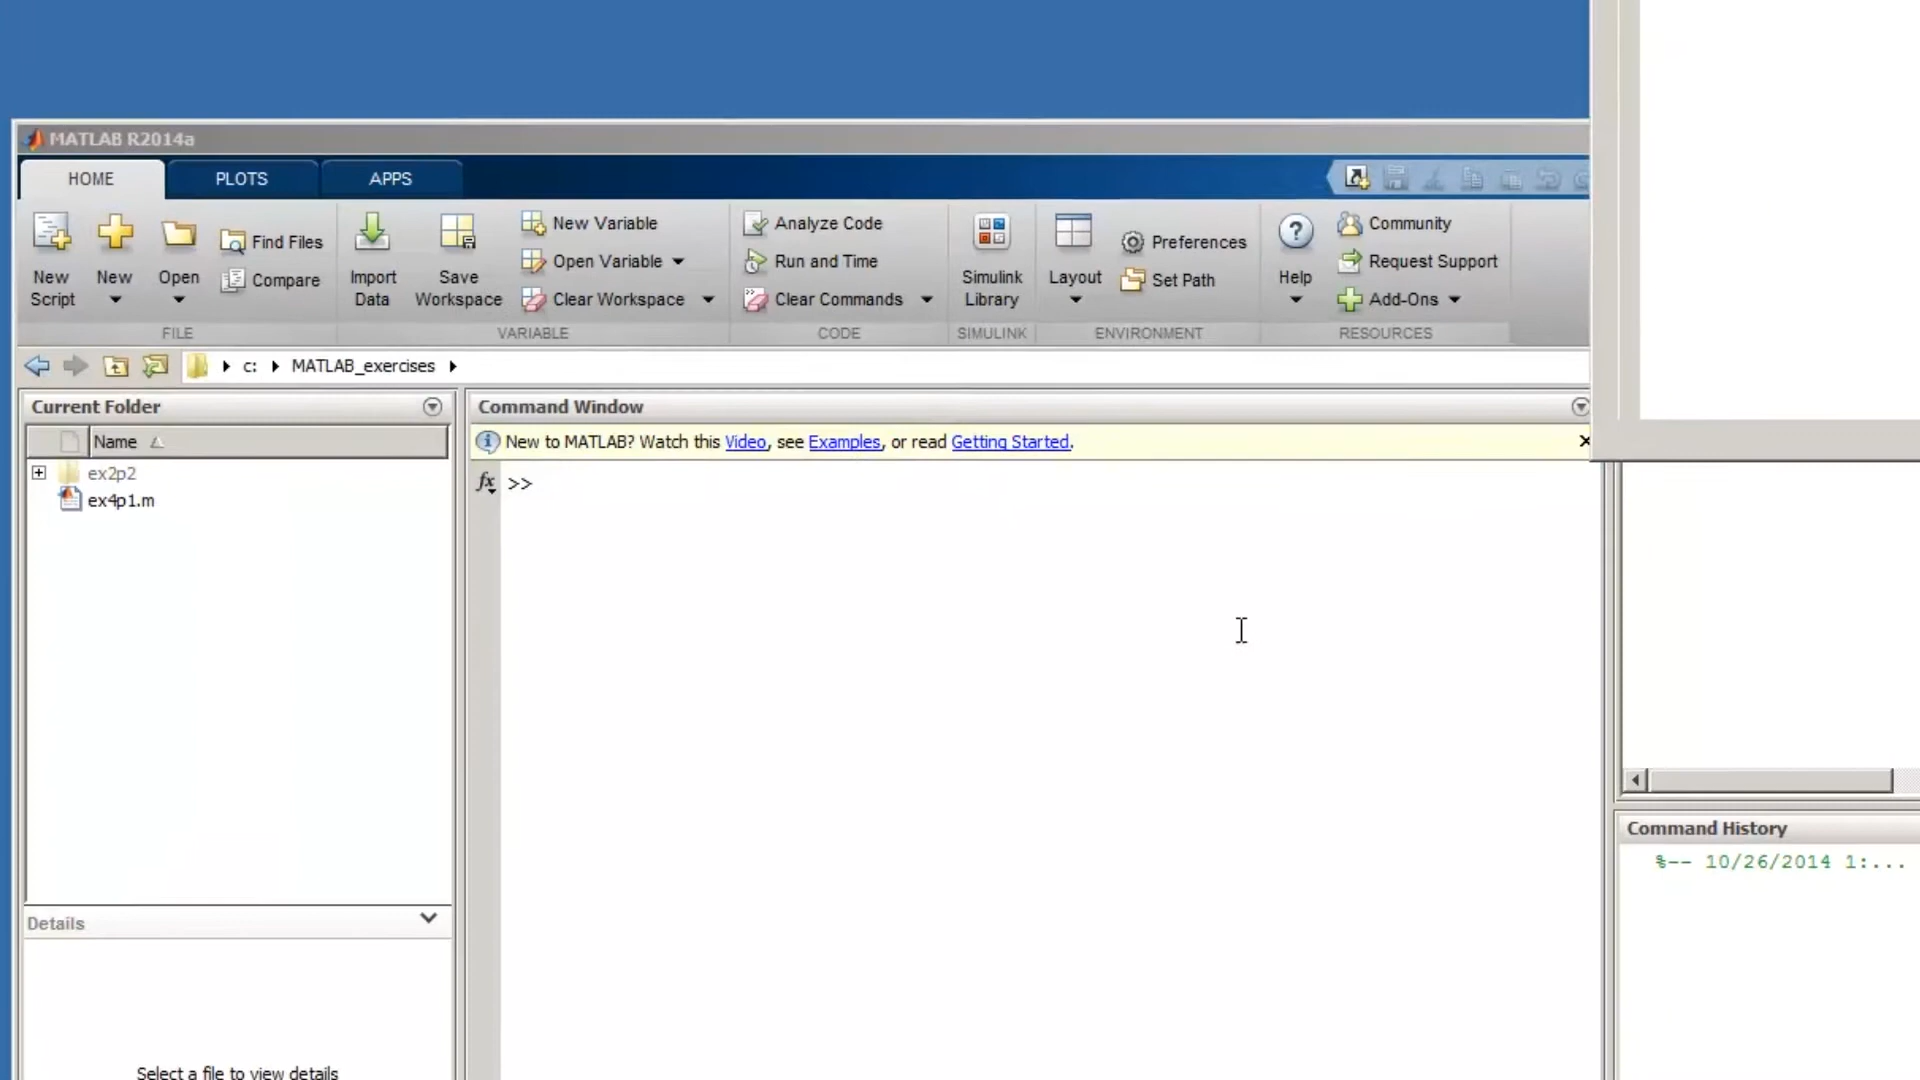 MATLAB R2014a
HOME PLOTS APPS
New Script
New
Open
Find Files
Compare
FILE
Import Data
Save Workspace
New Variable
Open Variable
Clear Workspace
VARIABLE
Analyze Code
Run and Time
Clear Commands
CODE
Simulink Library
SIMULINK
Layout
Preferences
Set Path
ENVIRONMENT
Help
Community
Request Support
Add-Ons
RESOURCES
c: MATLAB_exercises
Current Folder
Name
ex2p2
ex4p1.m
Details
Select a file to view details
Command Window
New to MATLAB? Watch this Video, see Examples, or read Getting Started.
fx >>
Command History
%-- 10/26/2014 1:...